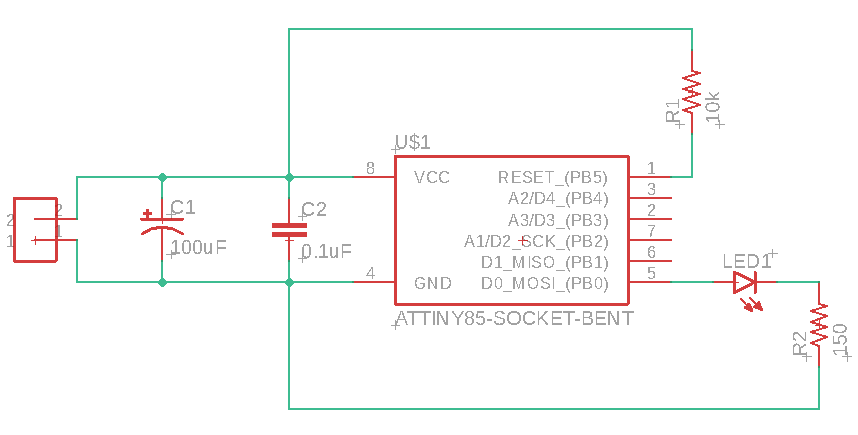 U$1
8 VCC RESET_(PB5) 1
A2/D4_(PB4) 3
A3/D3_(PB3) 2
A1/D2_SCK_(PB2) 7
D1_MISO_(PB1) 6
4 GND D0_MOSI_(PB0) 5
ATTINY85-SOCKET-BENT
2 2
1 1
C1
100uF
C2
0.1uF
R1
10k
LED1
R2
150